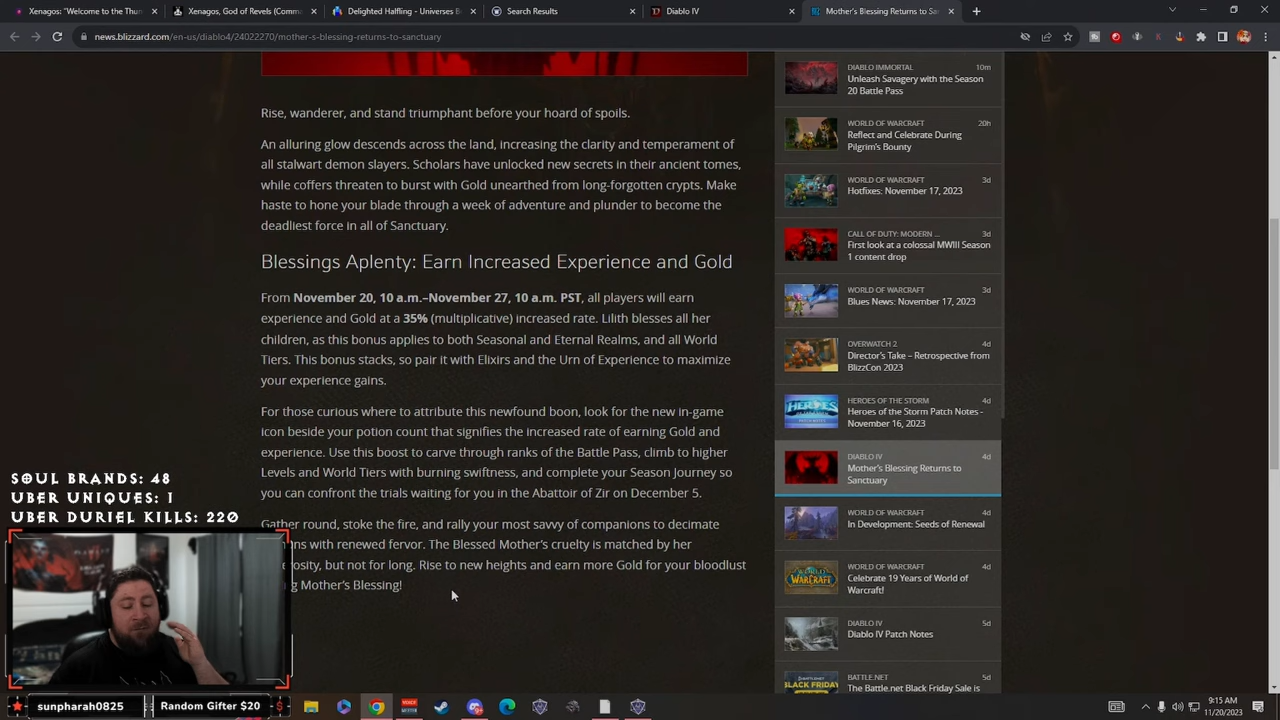 Xenagos: "Welcome to the Thun
Xenagos, God of Revels (Commu
Delighted Halfling - Universes B
Search Results
Diablo IV
Mother's Blessing Returns to San
news.blizzard.com/en-us/diablo4/24022270/mother-s-blessing-returns-to-sanctuary
Rise, wanderer, and stand triumphant before your hoard of spoils.
An alluring glow descends across the land, increasing the clarity and temperament of
all stalwart demon slayers. Scholars have unlocked new secrets in their ancient tomes,
while coffers threaten to burst with Gold unearthed from long-forgotten crypts. Make
haste to hone your blade through a week of adventure and plunder to become the
deadliest force in all of Sanctuary.
Blessings Aplenty: Earn Increased Experience and Gold
From November 20, 10 a.m.–November 27, 10 a.m. PST, all players will earn
experience and Gold at a 35% (multiplicative) increased rate. Lilith blesses all her
children, as this bonus applies to both Seasonal and Eternal Realms, and all World
Tiers. This bonus stacks, so pair it with Elixirs and the Urn of Experience to maximize
your experience gains.
For those curious where to attribute this newfound boon, look for the new in-game
icon beside your potion count that signifies the increased rate of earning Gold and
experience. Use this boost to carve through ranks of the Battle Pass, climb to higher
Levels and World Tiers with burning swiftness, and complete your Season Journey so
you can confront the trials waiting for you in the Abattoir of Zir on December 5.
Gather round, stoke the fire, and rally your most savvy of companions to decimate
with renewed fervor. The Blessed Mother's cruelty is matched by her
but not for long. Rise to new heights and earn more Gold for your bloodlust
Mother's Blessing!
DIABLO IMMORTAL 10m
Unleash Savagery with the Season
20 Battle Pass
WORLD OF WARCRAFT 20h
Reflect and Celebrate During
Pilgrim's Bounty
WORLD OF WARCRAFT 3d
Hotfixes: November 17, 2023
CALL OF DUTY: MODERN ... 3d
First look at a colossal MWIII Season
1 content drop
WORLD OF WARCRAFT 3d
Blues News: November 17, 2023
OVERWATCH 2 4d
Director's Take – Retrospective from
BlizzCon 2023
HEROES OF THE STORM 4d
Heroes of the Storm Patch Notes -
November 16, 2023
HEROES
DIABLO IV 4d
Mother's Blessing Returns to
Sanctuary
WORLD OF WARCRAFT 4d
In Development: Seeds of Renewal
WORLD OF WARCRAFT 4d
Celebrate 19 Years of World of
Warcraft!
DIABLO IV 5d
Diablo IV Patch Notes
BATTLE.NET 5d
The Battle.net Black Friday Sale is
BLACK FRIDAY
SOUL BRANDS: 48
UBER UNIQUES: 1
UBER DURIEL KILLS: 220
sunpharah0825
Random Gifter: $20
9:15 AM
11/20/2023